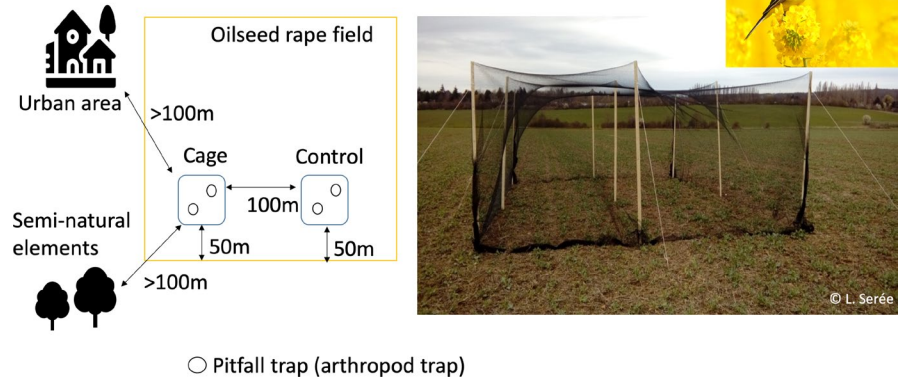 Oilseed rape field
Urban area
>100m
Cage
Control
100m
Semi-natural
elements
50m
50m
>100m
© L. Serée
Pitfall trap (arthropod trap)